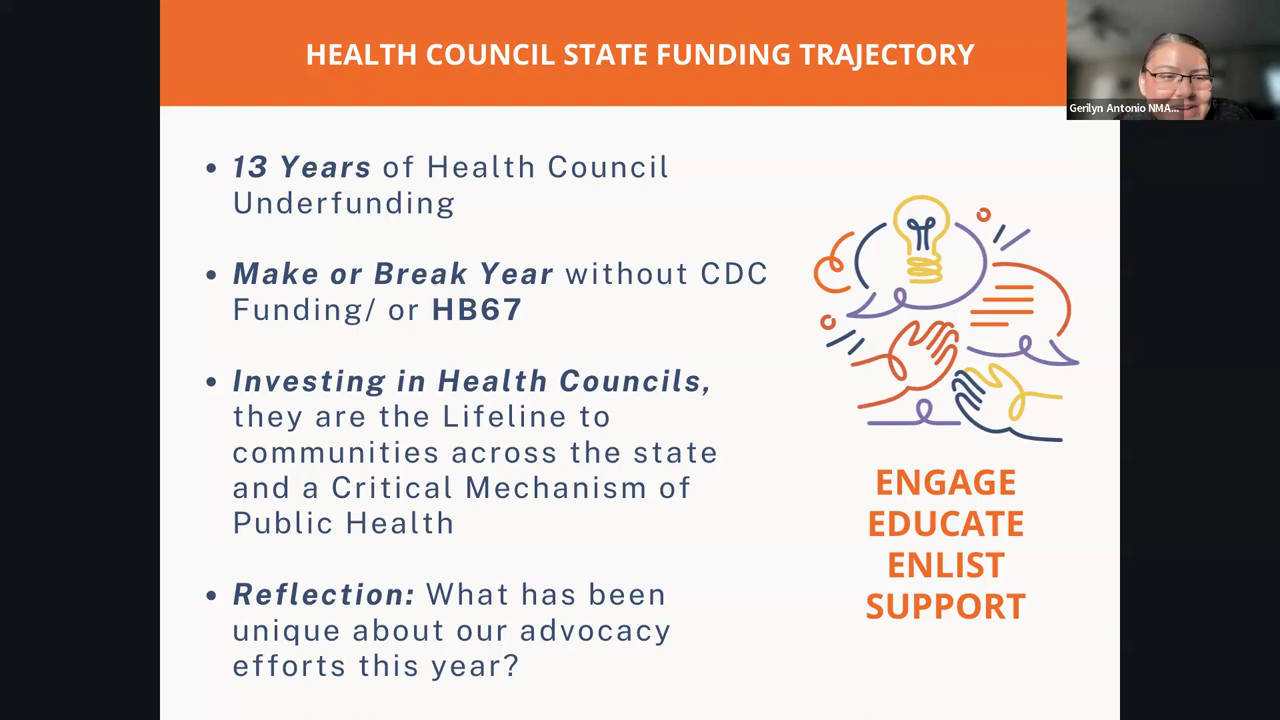 HEALTH COUNCIL STATE FUNDING TRAJECTORY
Gerilyn Antonio NMA...
• 13 Years of Health Council
Underfunding
• Make or Break Year without CDC
Funding/ or HB67
• Investing in Health Councils,
they are the Lifeline to
communities across the state
and a Critical Mechanism of
Public Health
• Reflection: What has been
unique about our advocacy
efforts this year?
ENGAGE
EDUCATE
ENLIST
SUPPORT